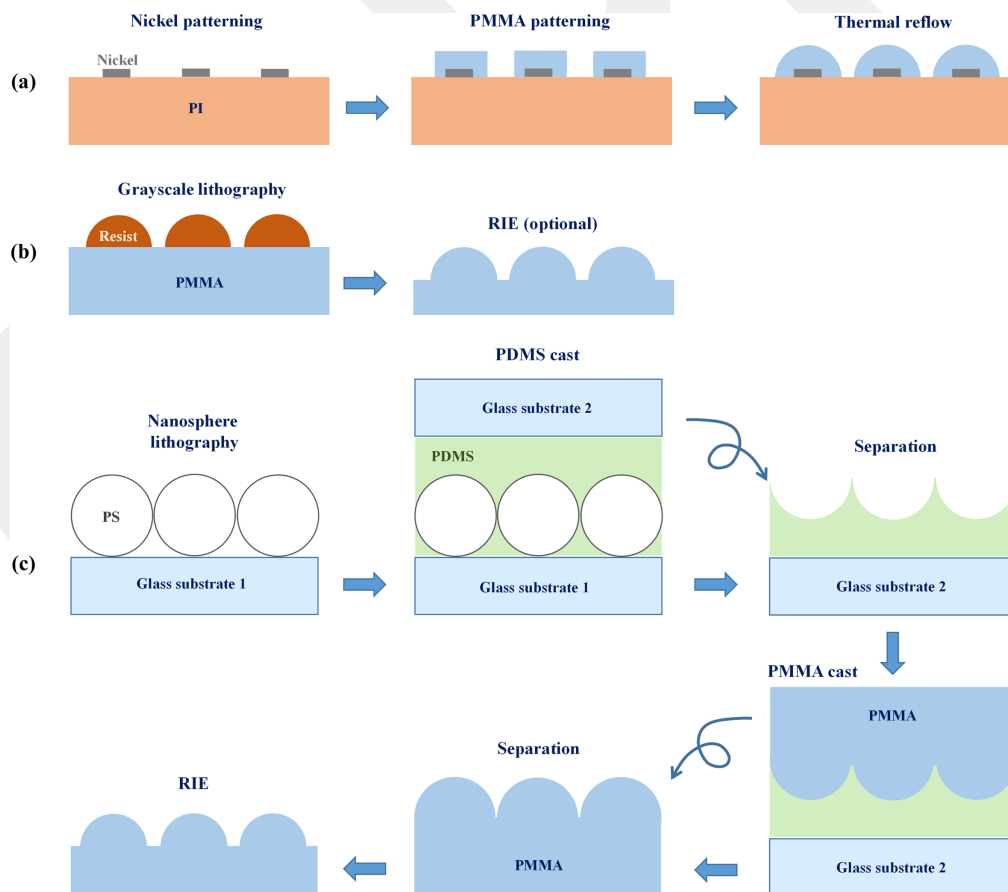 Nickel patterning
PMMA patterning
Thermal reflow
Nickel
(a)
PI
Grayscale lithography
RIE (optional)
Resist
(b)
PMMA
PDMS cast
Glass substrate 2
Nanosphere
lithography
Separation
PDMS
PS
(c)
Glass substrate 1
Glass substrate 1
Glass substrate 2
PMMA cast
PMMA
Separation
RIE
PMMA
Glass substrate 2